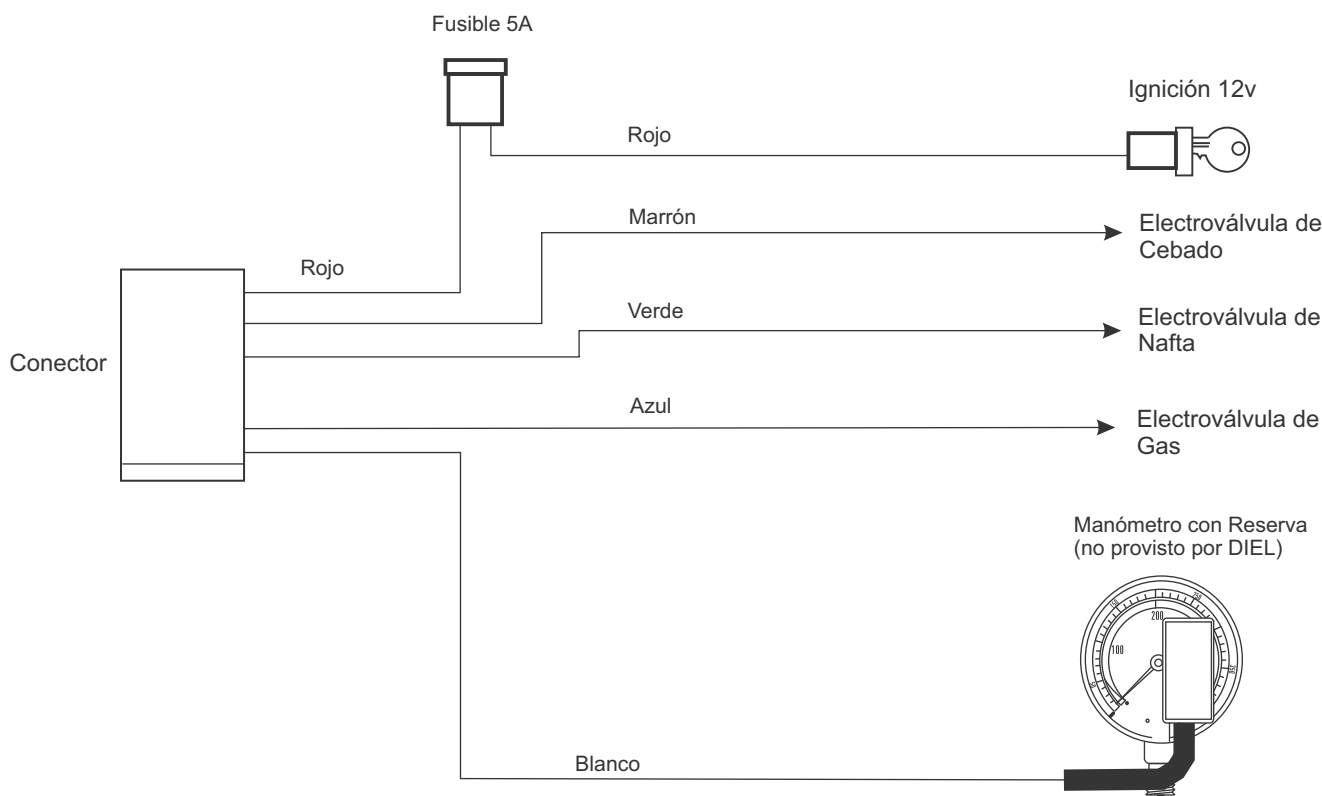 Fusible 5A
Ignición 12v
Rojo
Marrón
Electroválvula de
Cebado
Rojo
Verde
Electroválvula de
Nafta
Conector
Azul
Electroválvula de
Gas
Manómetro con Reserva
(no provisto por DIEL)
200
100
Blanco